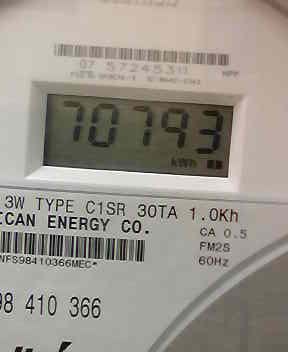 07 57245311
70793
kWh
3W TYPE C1SR 30TA 1.0Kh
ICAN ENERGY CO.
CA 0.5
FM2S
WFS98410366MEC*
60Hz
98 410 366